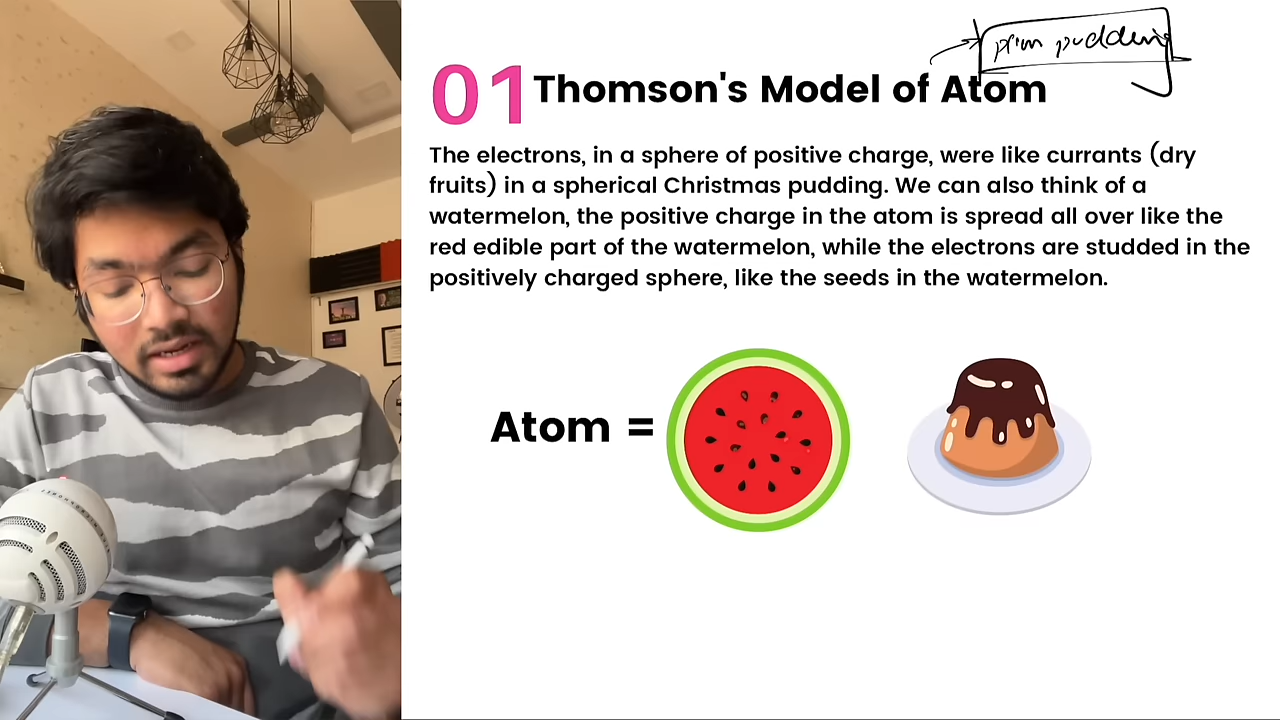 plum pudding
01 Thomson's Model of Atom
The electrons, in a sphere of positive charge, were like currants (dry
fruits) in a spherical Christmas pudding. We can also think of a
watermelon, the positive charge in the atom is spread all over like the
red edible part of the watermelon, while the electrons are studded in the
positively charged sphere, like the seeds in the watermelon.
Atom =